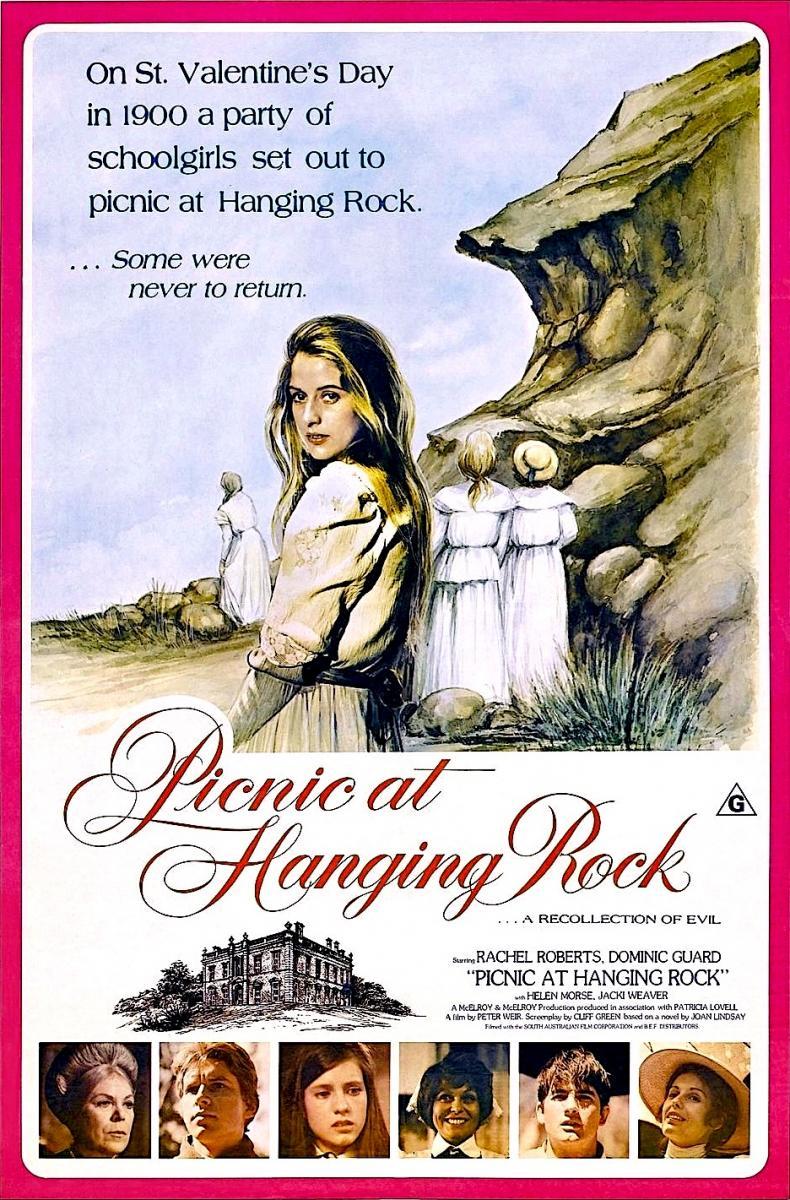 On St. Valentine's Day
in 1900 a party of
schoolgirls set out to
picnic at Hanging Rock.
... Some were
never to return.
Picnic at
Hanging Rock
G
... A RECOLLECTION OF EVIL
Starring RACHEL ROBERTS, DOMINIC GUARD
"PICNIC AT HANGING ROCK"
with HELEN MORSE, JACKI WEAVER
A McELROY & McELROY Production produced in association with PATRICIA LOVELL
A film by PETER WEIR. Screenplay by CLIFF GREEN based on a novel by JOAN LINDSAY
Filmed with the SOUTH AUSTRALIAN FILM CORPORATION and B.E.F. DISTRIBUTORS.